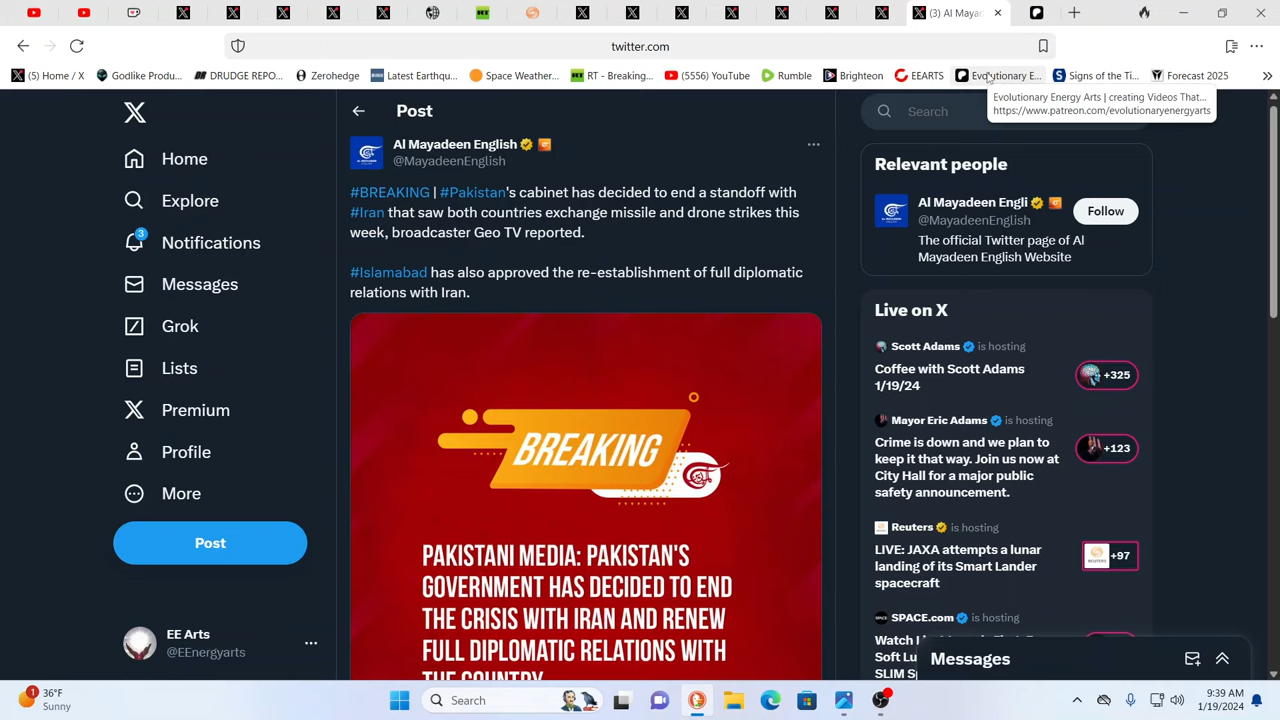 (3) Al Mayac
twitter.com
(5) Home / X
Godlike Produ...
DRUDGE REPO...
Zerohedge
Latest Earthqu...
Space Weather...
RT - Breaking...
(5556) YouTube
Rumble
Brighteon
EEARTS
Evolutionary E...
Signs of the Ti...
Forecast 2025
Evolutionary Energy Arts | creating Videos That...
https://www.patreon.com/evolutionaryenergyarts
Home
Explore
3
Notifications
Messages
Grok
Lists
Premium
Profile
More
Post
EE Arts
@EEnergyarts
Post
Al Mayadeen English
@MayadeenEnglish
#BREAKING | #Pakistan's cabinet has decided to end a standoff with
#Iran that saw both countries exchange missile and drone strikes this
week, broadcaster Geo TV reported.
#Islamabad has also approved the re-establishment of full diplomatic
relations with Iran.
BREAKING
PAKISTANI MEDIA: PAKISTAN'S
GOVERNMENT HAS DECIDED TO END
THE CRISIS WITH IRAN AND RENEW
FULL DIPLOMATIC RELATIONS WITH
THE COUNTRY
Search
Relevant people
Al Mayadeen Engli
@MayadeenEnglish
Follow
The official Twitter page of Al
Mayadeen English Website
Live on X
Scott Adams is hosting
Coffee with Scott Adams
1/19/24
+325
Mayor Eric Adams is hosting
Crime is down and we plan to
keep it that way. Join us now at
City Hall for a major public
safety announcement.
+123
Reuters is hosting
LIVE: JAXA attempts a lunar
landing of its Smart Lander
spacecraft
+97
SPACE.com is hosting
Soft Lu
SLIM S
Messages
1
36°F
Sunny
Search
9:39 AM
1/19/2024